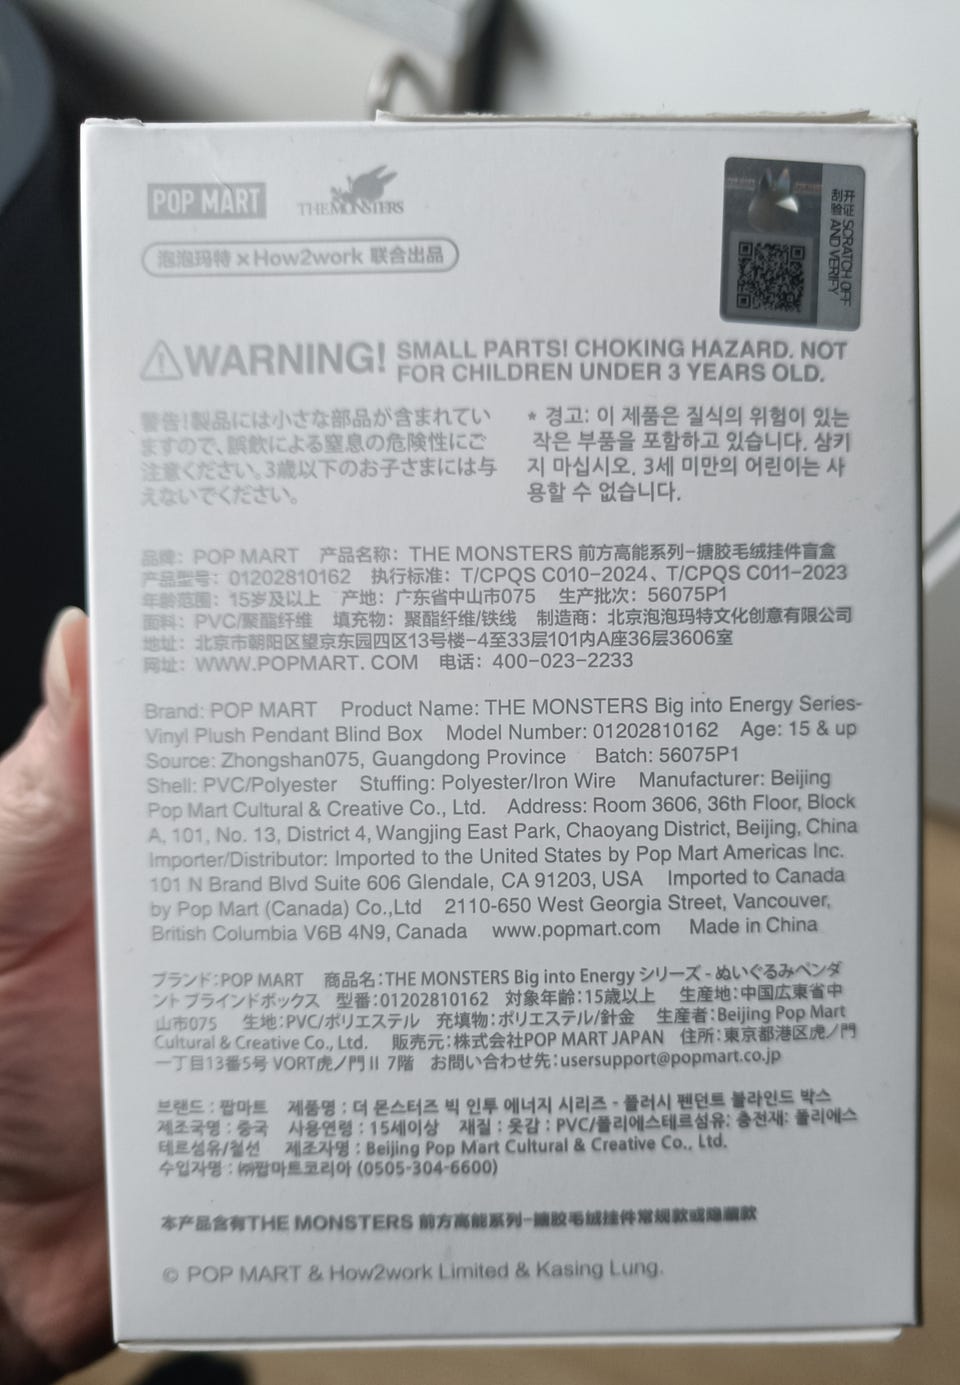 POP MART
THE MONSTERS
泡泡玛特 × How2work 联合出品
刮开验证 SCRATCH OFF AND VERIFY
WARNING! SMALL PARTS! CHOKING HAZARD. NOT
FOR CHILDREN UNDER 3 YEARS OLD.
警告!製品には小さな部品が含まれてい
ますので、誤飲による窒息の危険性にご
注意ください。3歳以下のお子さまには与
えないでください。
* 경고: 이 제품은 질식의 위험이 있는
작은 부품을 포함하고 있습니다. 삼키
지 마십시오. 3세 미만의 어린이는 사
용할 수 없습니다.
品牌: POP MART 产品名称: THE MONSTERS 前方高能系列-搪胶毛绒挂件盲盒
产品型号: 01202810162 执行标准: T/CPQS C010-2024、T/CPQS C011-2023
年龄范围: 15岁及以上 产地: 广东省中山市075 生产批次: 56075P1
面料: PVC/聚酯纤维 填充物: 聚酯纤维/铁线 制造商: 北京泡泡玛特文化创意有限公司
地址: 北京市朝阳区望京东园四区13号楼-4至33层101内A座36层3606室
网址: WWW.POPMART. COM 电话: 400-023-2233
Brand: POP MART Product Name: THE MONSTERS Big into Energy Series-
Vinyl Plush Pendant Blind Box Model Number: 01202810162 Age: 15 & up
Source: Zhongshan075, Guangdong Province Batch: 56075P1
Shell: PVC/Polyester Stuffing: Polyester/Iron Wire Manufacturer: Beijing
Pop Mart Cultural & Creative Co., Ltd. Address: Room 3606, 36th Floor, Block
A, 101, No. 13, District 4, Wangjing East Park, Chaoyang District, Beijing, China
Importer/Distributor: Imported to the United States by Pop Mart Americas Inc.
101 N Brand Blvd Suite 606 Glendale, CA 91203, USA Imported to Canada
by Pop Mart (Canada) Co.,Ltd 2110-650 West Georgia Street, Vancouver,
British Columbia V6B 4N9, Canada www.popmart.com Made in China
ブランド:POP MART 商品名:THE MONSTERS Big into Energy シリーズ - ぬいぐるみペンダ
ント ブラインドボックス 型番:01202810162 対象年齢:15歳以上 生産地:中国広東省中
山市075 生地:PVC/ポリエステル 充填物:ポリエステル/針金 生産者:Beijing Pop Mart
Cultural & Creative Co., Ltd. 販売元:株式会社POP MART JAPAN 住所:東京都港区虎ノ門
一丁目13番5号 VORT虎ノ門 II 7階 お問い合わせ先:usersupport@popmart.co.jp
브랜드 : 팝마트 제품명 : 더 몬스터즈 빅 인투 에너지 시리즈 - 플러시 펜던트 블라인드 박스
제조국명 : 중국 사용연령 : 15세이상 재질 : 옷감 : PVC/폴리에스테르섬유: 충전재: 폴리에스
테르섬유/철선 제조자명 : Beijing Pop Mart Cultural & Creative Co., Ltd.
수입자명 : ㈜팝마트코리아 (0505-304-6600)
本产品含有THE MONSTERS 前方高能系列-搪胶毛绒挂件常规款或隐藏款
© POP MART & How2work Limited & Kasing Lung.